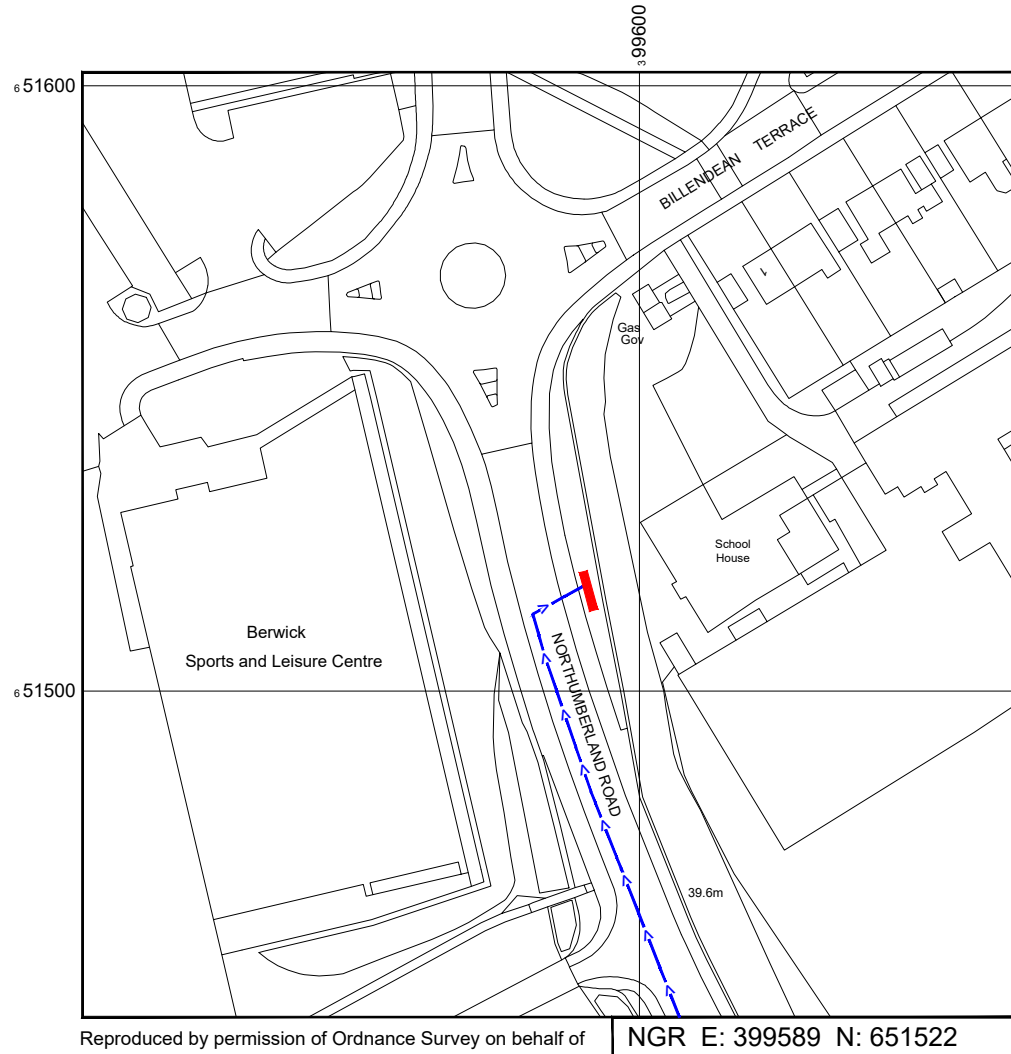 ³99600
⁶51600
BILLENDEAN TERRACE
1
Gas
Gov
School
House
Berwick
Sports and Leisure Centre
NORTHUMBERLAND ROAD
⁶51500
39.6m
Reproduced by permission of Ordnance Survey on behalf of
NGR E: 399589 N: 651522